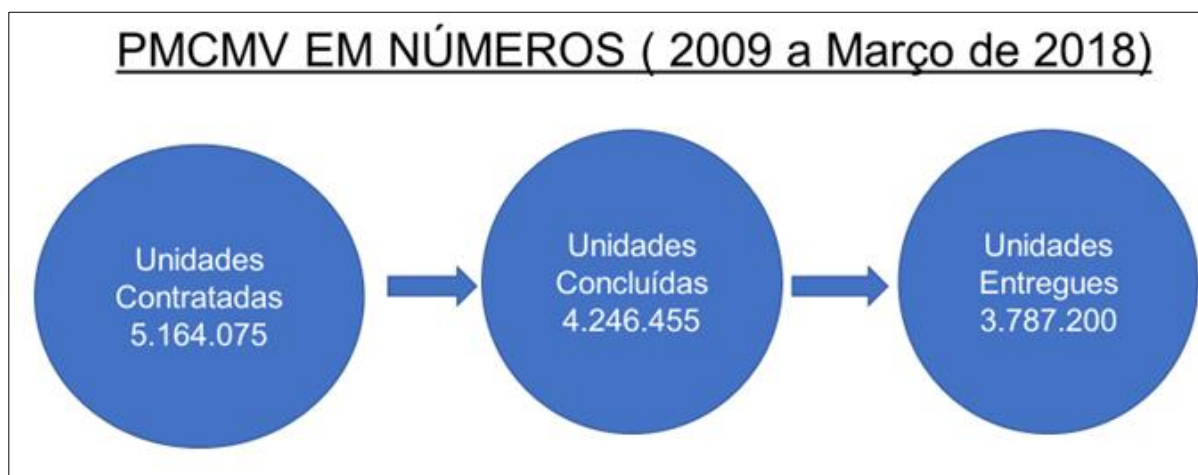 PMCMV EM NÚMEROS ( 2009 a Março de 2018)
Unidades
Contratadas
5.164.075
Unidades
Concluídas
4.246.455
Unidades
Entregues
3.787.200